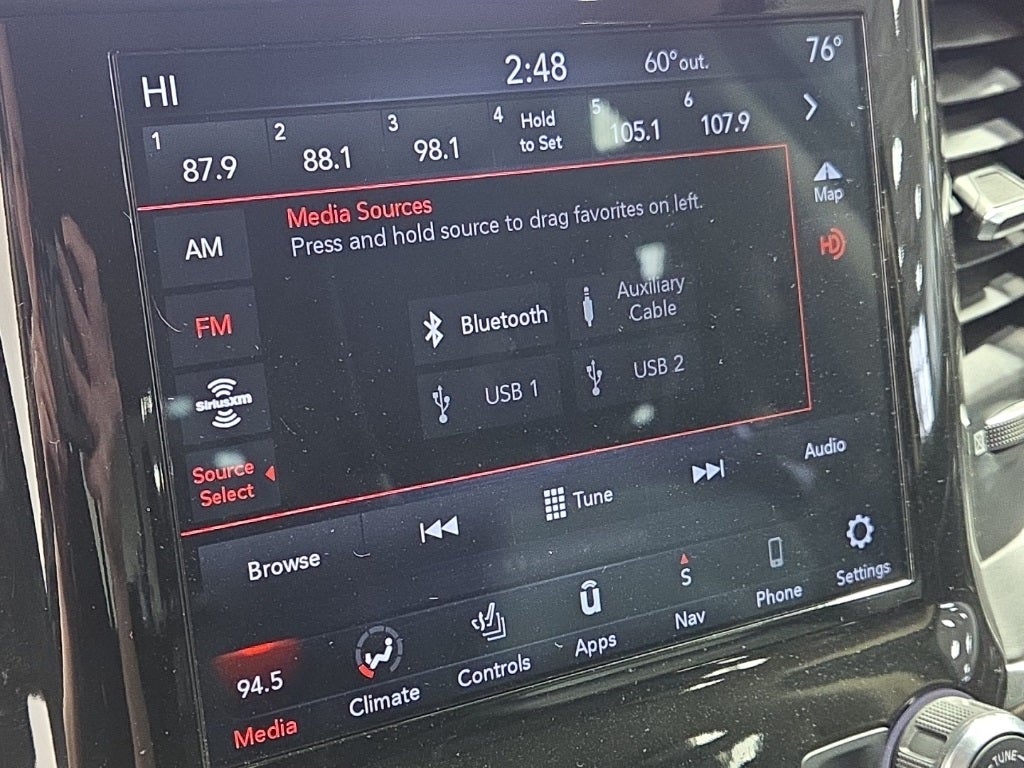 HI 2:48 60° out. 76°
1 87.9 2 88.1 3 98.1 4 Hold to Set 5 105.1 6 107.9
Map
HD
Media Sources
Press and hold source to drag favorites on left.
AM
FM
SiriusXM
Source
Select
Bluetooth
Auxiliary
Cable
USB 1
USB 2
Browse
Tune
Audio
94.5
Media
Climate
Controls
Apps
S
Nav
Phone
Settings
TUNE